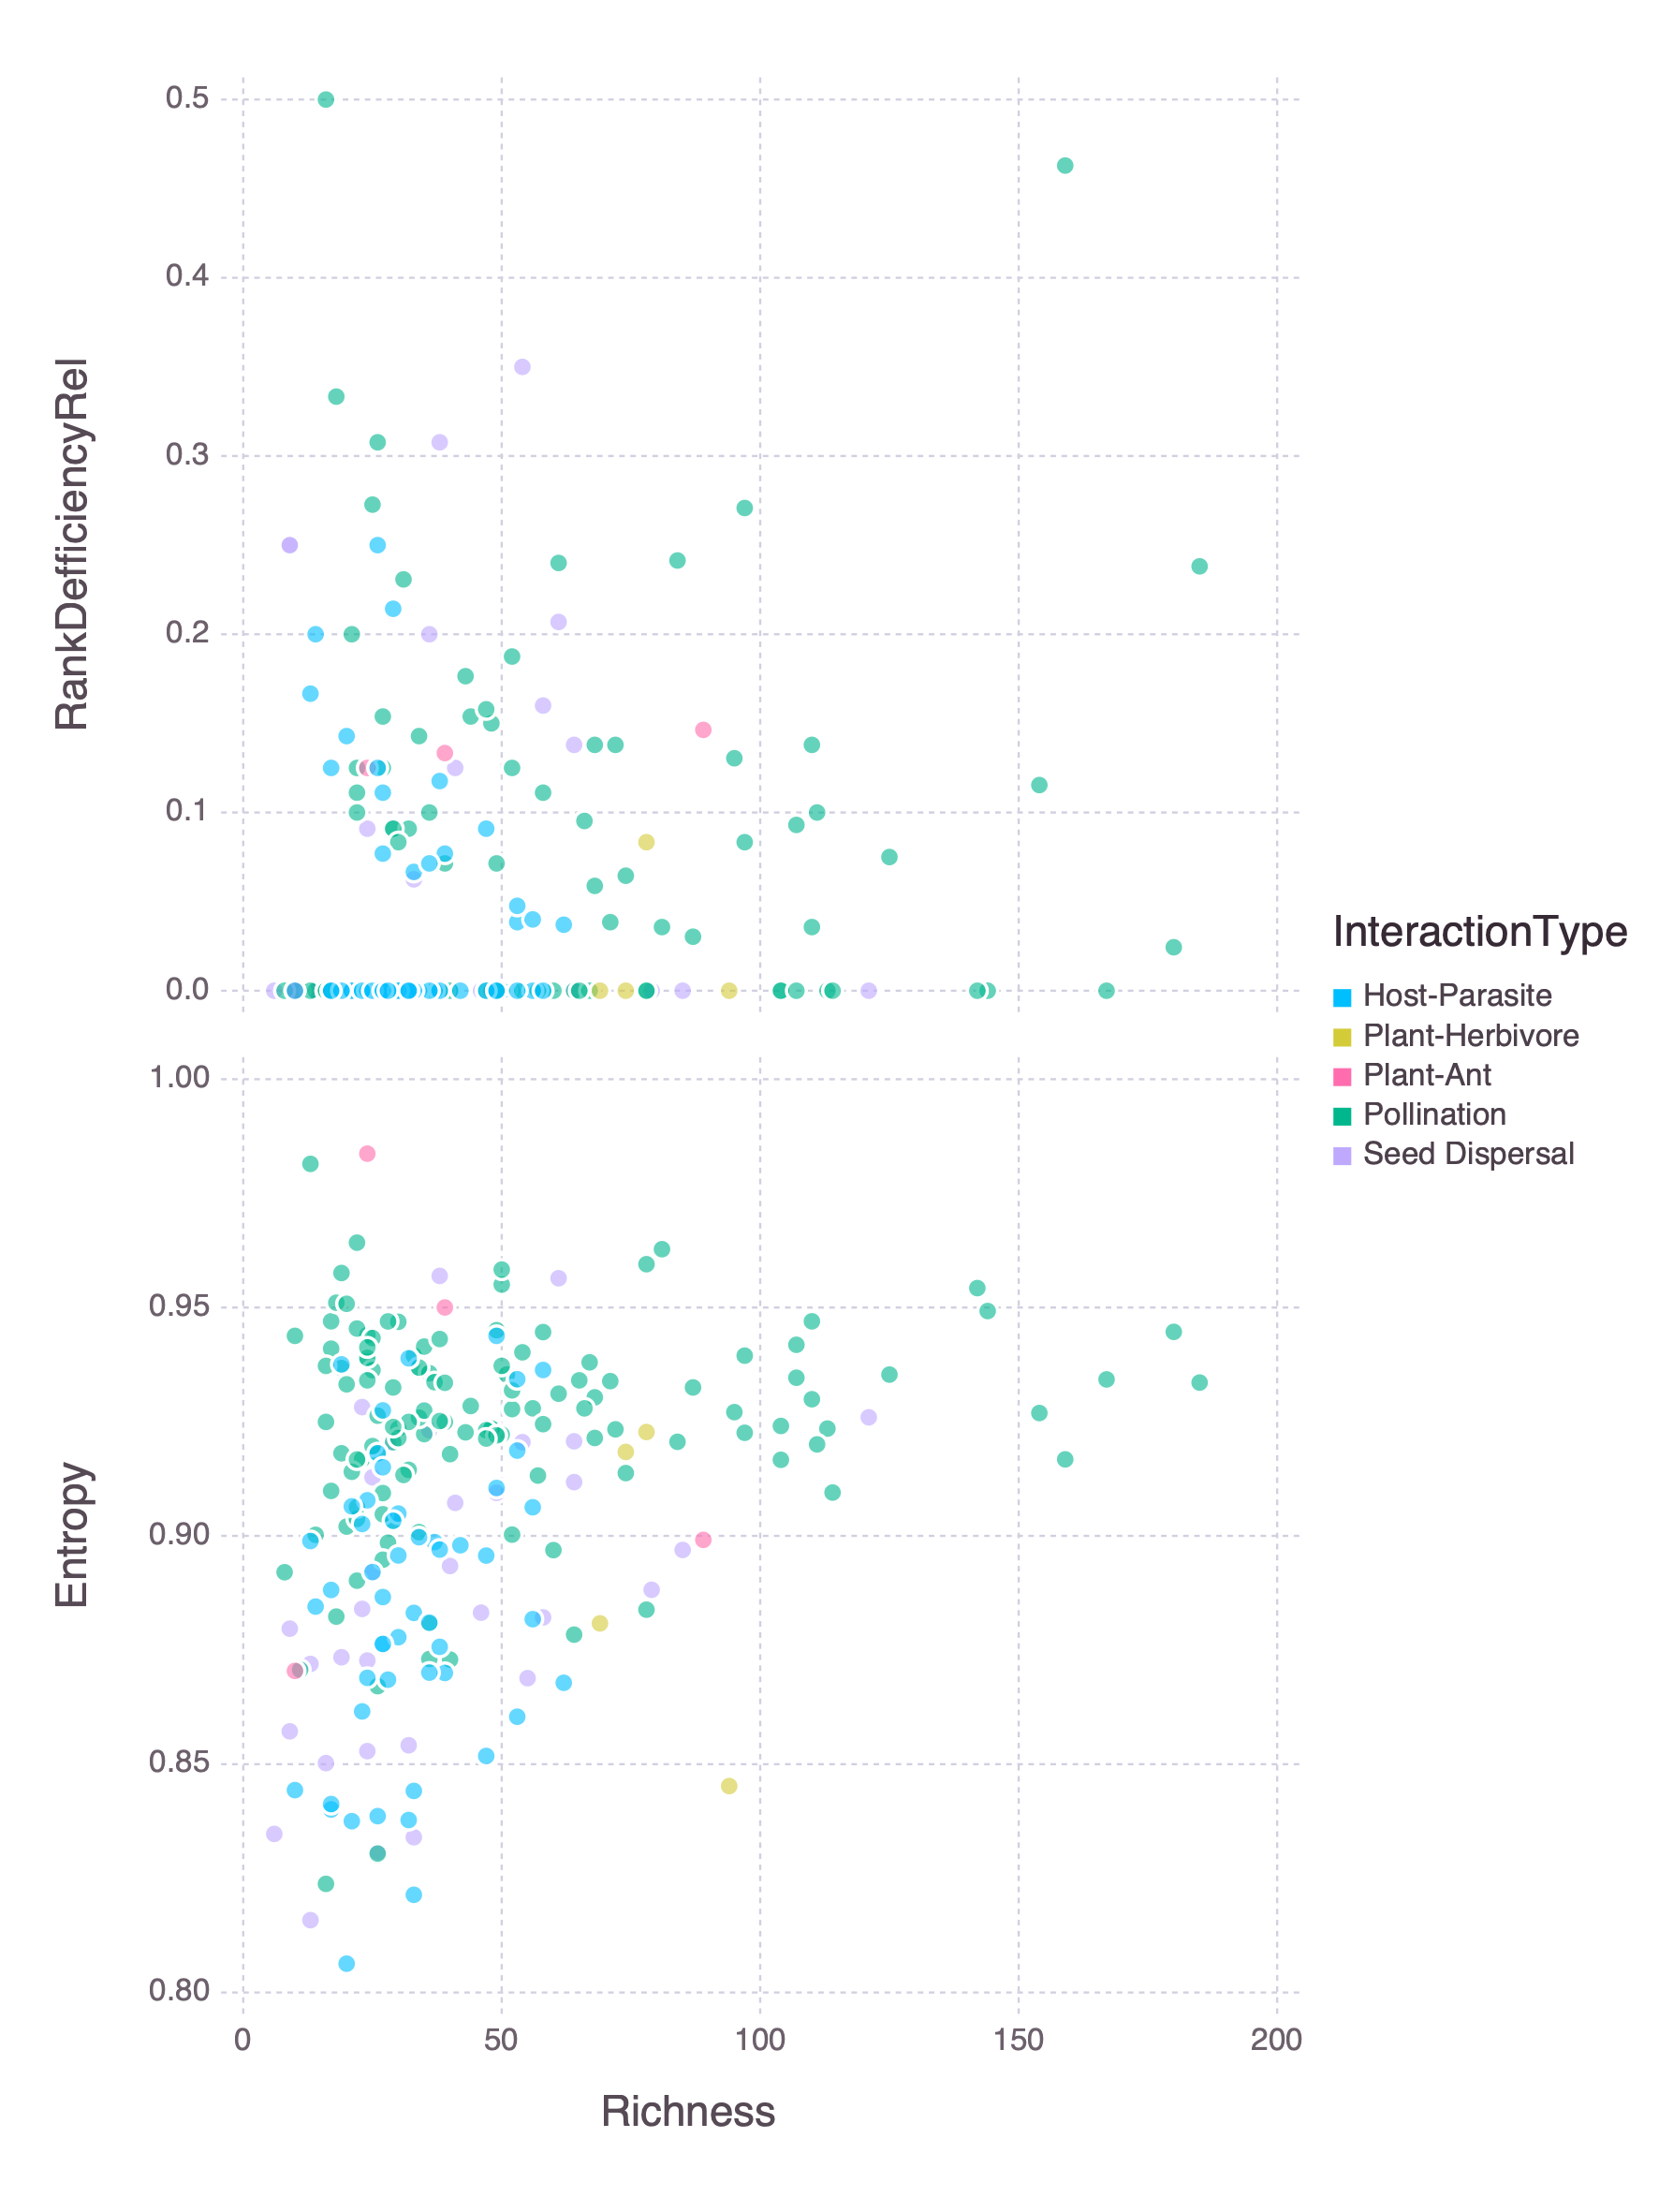 RankDefficiencyRel
0.5
0.4
0.3
0.2
0.1
0.0
Entropy
1.00
0.95
0.90
0.85
0.80
0 50 100 150 200
Richness
InteractionType
Host-Parasite
Plant-Herbivore
Plant-Ant
Pollination
Seed Dispersal